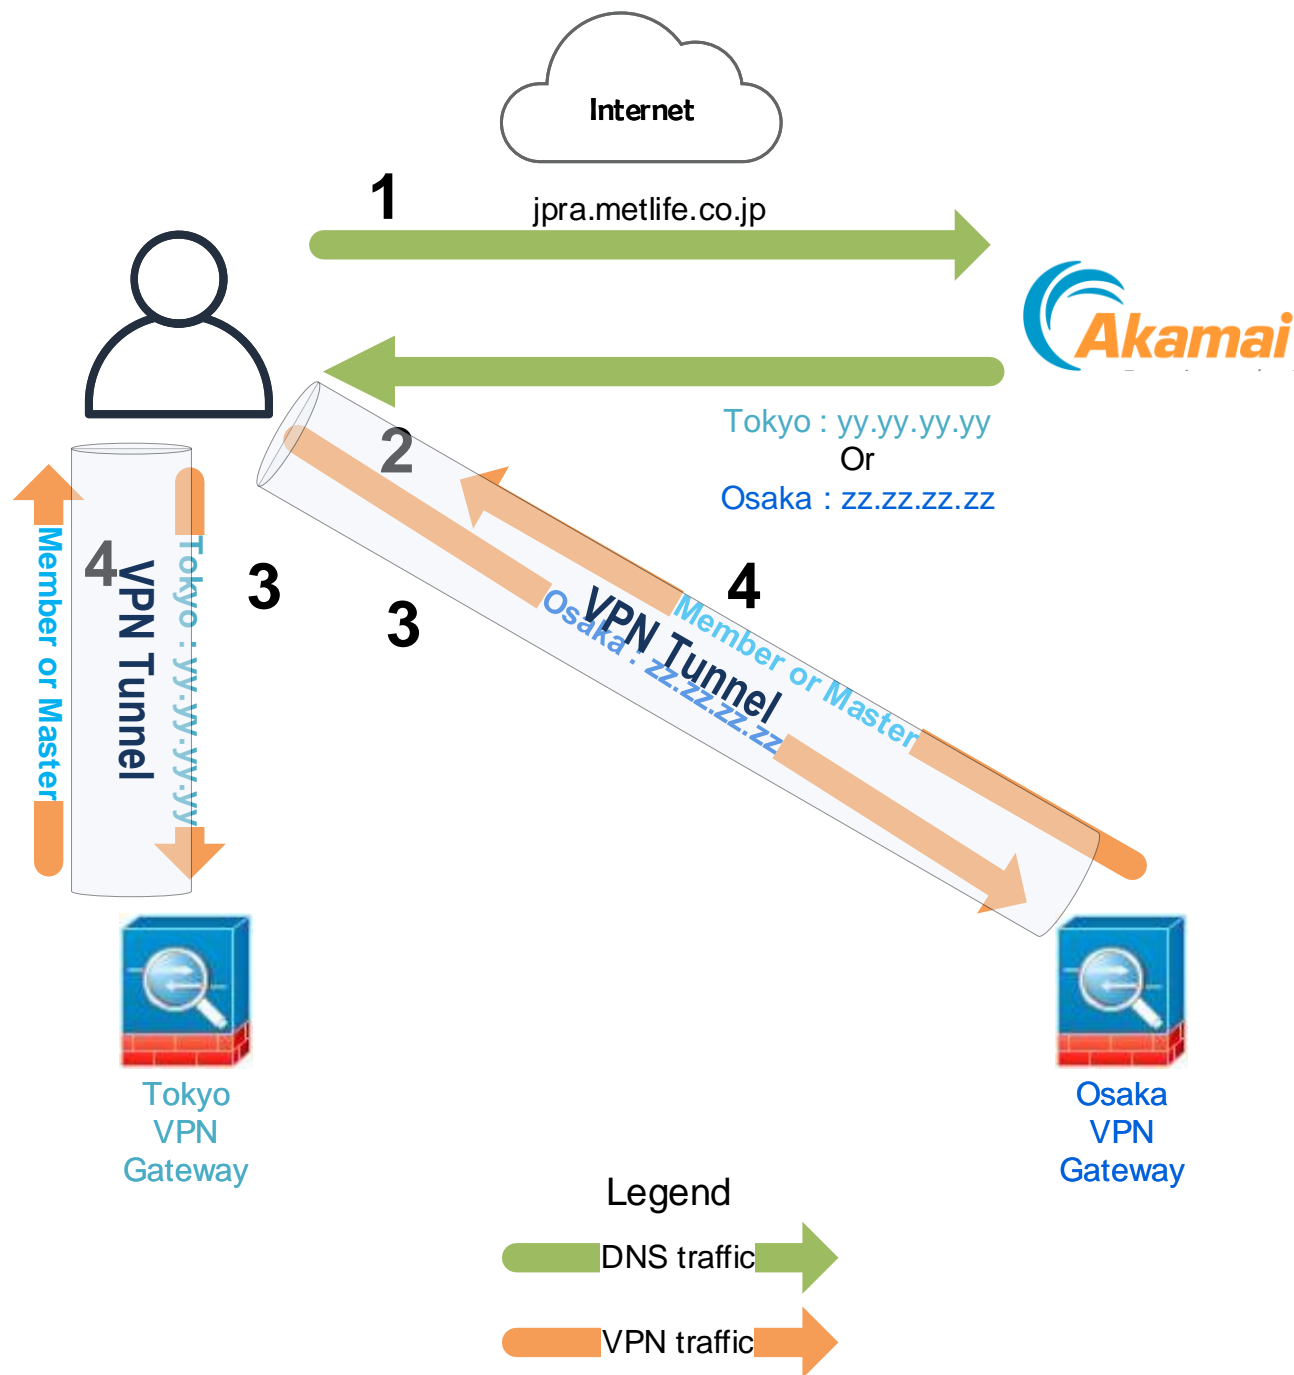 Internet
1
jpra.metlife.co.jp
Akamai
2
Tokyo : yy.yy.yy.yy
Or
Osaka : zz.zz.zz.zz
Member or Master
4
VPN Tunnel
Tokyo : yy.yy.yy.yy
3
3
Osaka : zz.zz.zz.zz
VPN Tunnel
4
Member or Master
Tokyo
VPN
Gateway
Osaka
VPN
Gateway
Legend
DNS traffic
VPN traffic